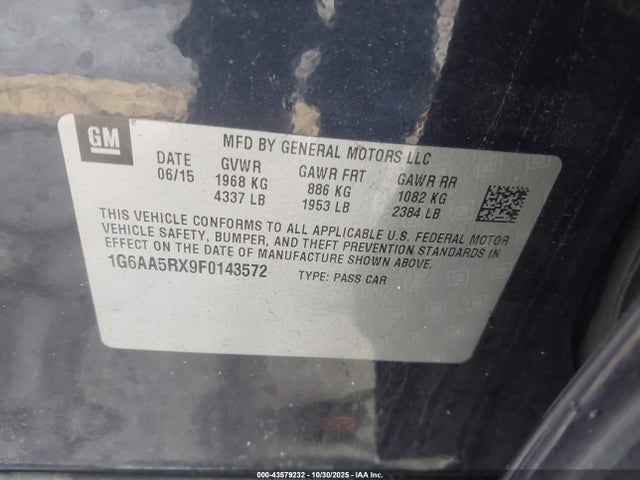 GM
MFD BY GENERAL MOTORS LLC
DATE GVWR GAWR FRT GAWR RR
06/15 1968 KG 886 KG 1082 KG
4337 LB 1953 LB 2384 LB
THIS VEHICLE CONFORMS TO ALL APPLICABLE U.S. FEDERAL MOTOR
VEHICLE SAFETY, BUMPER, AND THEFT PREVENTION STANDARDS IN
EFFECT ON THE DATE OF MANUFACTURE SHOWN ABOVE.
1G6AA5RX9F0143572 TYPE: PASS CAR
000-43579232 - 10/30/2025 - IAA Inc.